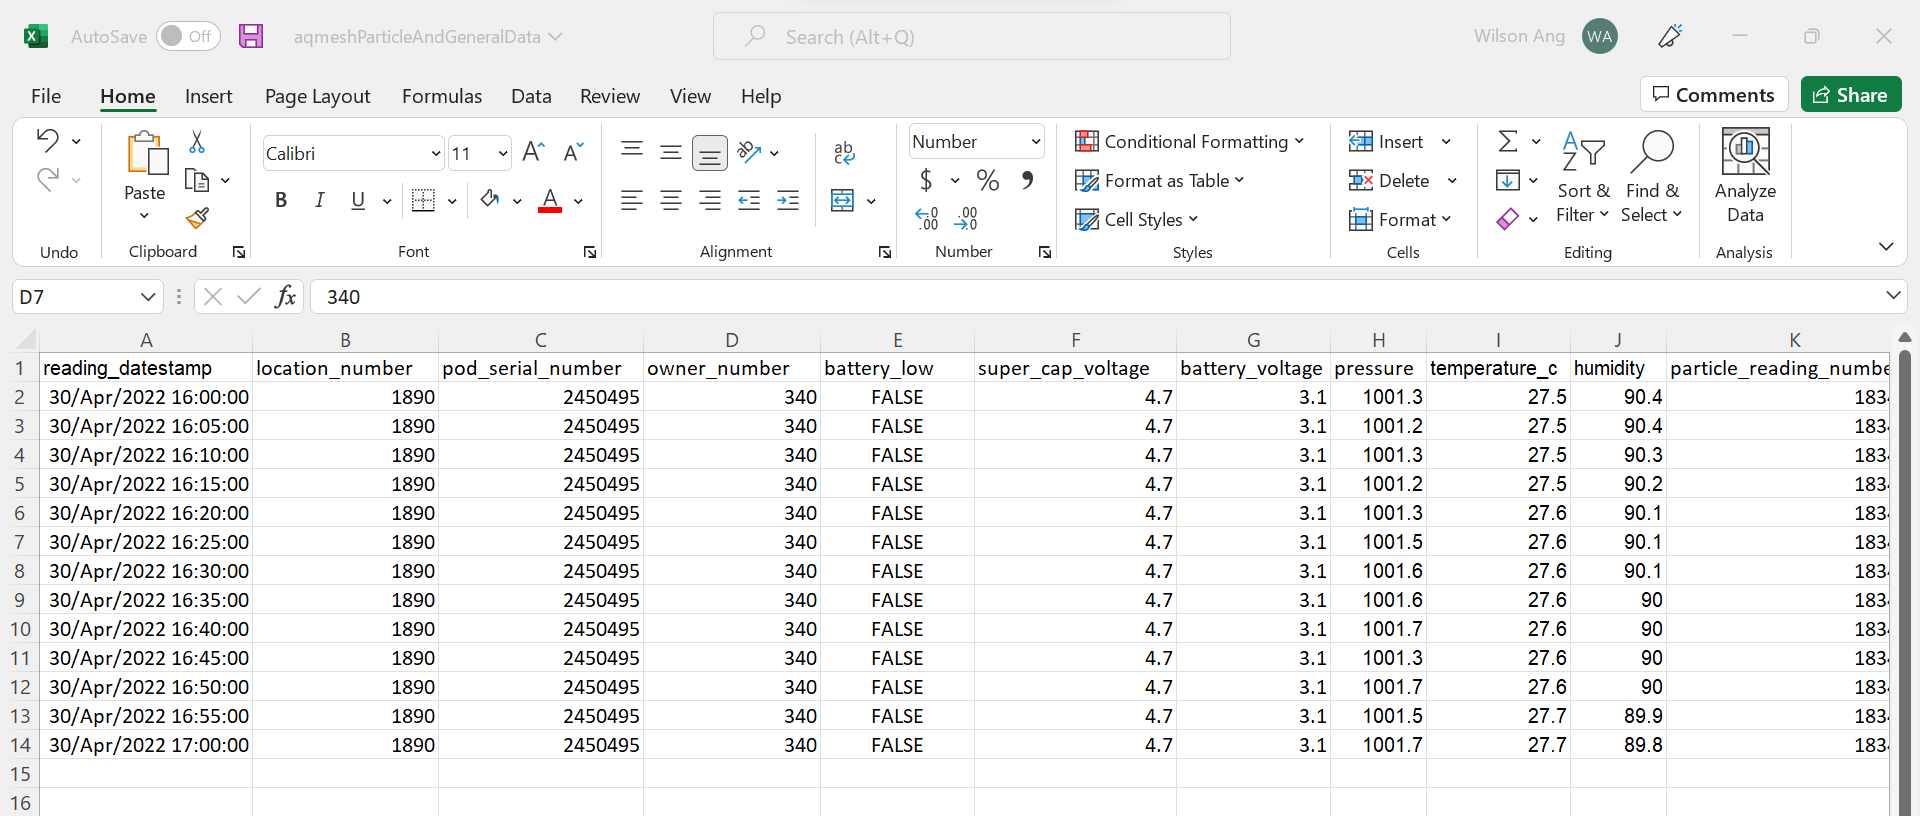 AutoSave Off aqmeshParticleAndGeneralData Search (Alt+Q) Wilson Ang WA
File Home Insert Page Layout Formulas Data Review View Help Comments Share
Paste Calibri 11 Number Conditional Formatting Format as Table Cell Styles Insert Delete Format Sort & Filter Find & Select Analyze Data
Undo Clipboard Font Alignment Number Styles Cells Editing Analysis
D7 fx 340
A B C D E F G H I J K
1 reading_datestamp location_number pod_serial_number owner_number battery_low super_cap_voltage battery_voltage pressure temperature_c humidity particle_reading_numbe
2 30/Apr/2022 16:00:00 1890 2450495 340 FALSE 4.7 3.1 1001.3 27.5 90.4 183
3 30/Apr/2022 16:05:00 1890 2450495 340 FALSE 4.7 3.1 1001.2 27.5 90.4 183
4 30/Apr/2022 16:10:00 1890 2450495 340 FALSE 4.7 3.1 1001.3 27.5 90.3 183
5 30/Apr/2022 16:15:00 1890 2450495 340 FALSE 4.7 3.1 1001.2 27.5 90.2 183
6 30/Apr/2022 16:20:00 1890 2450495 340 FALSE 4.7 3.1 1001.3 27.6 90.1 183
7 30/Apr/2022 16:25:00 1890 2450495 340 FALSE 4.7 3.1 1001.5 27.6 90.1 183
8 30/Apr/2022 16:30:00 1890 2450495 340 FALSE 4.7 3.1 1001.6 27.6 90.1 183
9 30/Apr/2022 16:35:00 1890 2450495 340 FALSE 4.7 3.1 1001.6 27.6 90 183
10 30/Apr/2022 16:40:00 1890 2450495 340 FALSE 4.7 3.1 1001.7 27.6 90 183
11 30/Apr/2022 16:45:00 1890 2450495 340 FALSE 4.7 3.1 1001.3 27.6 90 183
12 30/Apr/2022 16:50:00 1890 2450495 340 FALSE 4.7 3.1 1001.7 27.6 90 183
13 30/Apr/2022 16:55:00 1890 2450495 340 FALSE 4.7 3.1 1001.5 27.7 89.9 183
14 30/Apr/2022 17:00:00 1890 2450495 340 FALSE 4.7 3.1 1001.7 27.7 89.8 183
15
16